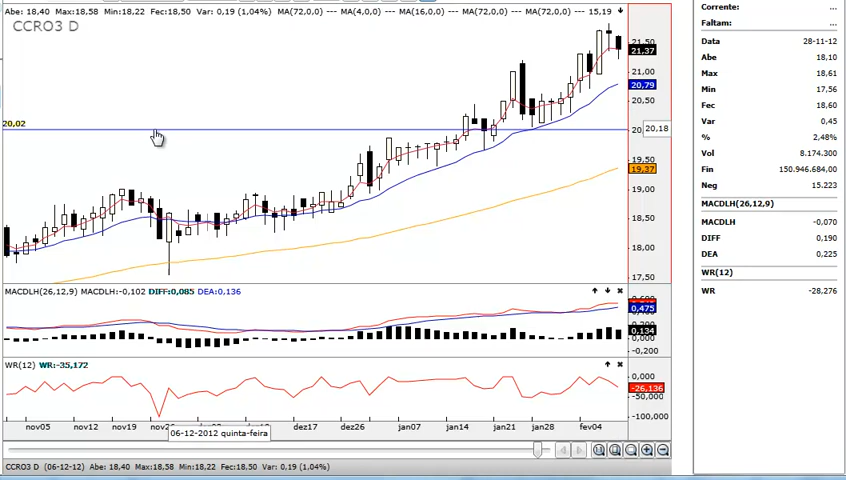 Abe: 18,40 Max:18,58 Min:18,22 Fec:18,50 Var: 0,19 (1,04%) MA(72,0,0) --- MA(4,0,0) --- MA(16,0,0) --- MA(72,0,0) --- MA(72,0,0) --- 15,19
CCRO3 D
21,50
21,37
21,00
20,79
20,50
20,02
20,18
19,50
19,37
19,00
18,50
18,00
17,50
MACDLH(26,12,9) MACDLH:-0,102 DIFF:0,085 DEA:0,136
0,475
0,000
-0,200
WR(12) WR:-35,172
0,000
-26,136
-50,000
-100,000
nov05 nov12 nov19 dez17 dez26 jan07 jan14 jan21 jan28 fev04
06-12-2012 quinta-feira
CCRO3 D (06-12-12) Abe: 18,40 Max:18,58 Min:18,22 Fec:18,50 Var: 0,19 (1,04%)
Corrente: ...
Faltam: ...
Data 28-11-12
Abe 18,10
Max 18,61
Min 17,56
Fec 18,60
Var 0,45
% 2,48%
Vol 8.174.300
Fin 150.946.684,00
Neg 15.223
MACDLH(26,12,9)
MACDLH -0,070
DIFF 0,190
DEA 0,225
WR(12)
WR -28,276